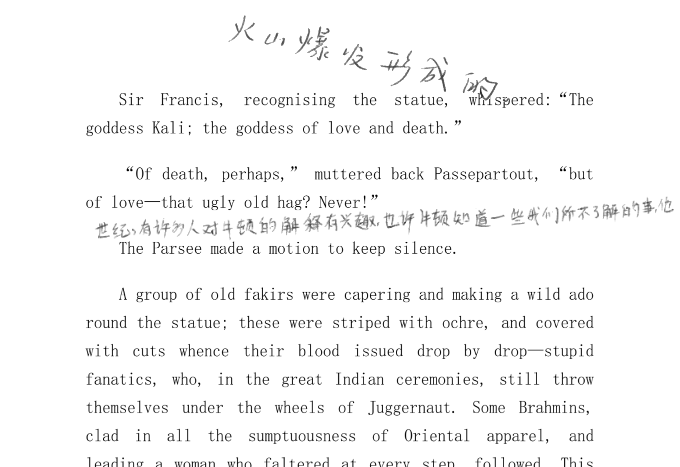 火山爆发形成的
Sir Francis, recognising the statue, whispered: “The
goddess Kali; the goddess of love and death.”
“Of death, perhaps,” muttered back Passepartout, “but
of love—that ugly old hag? Never!”
世纪，有许多人对牛顿的解释有兴趣，也许牛顿知道一些我们所不了解的事，他
The Parsee made a motion to keep silence.
A group of old fakirs were capering and making a wild ado
round the statue; these were striped with ochre, and covered
with cuts whence their blood issued drop by drop—stupid
fanatics, who, in the great Indian ceremonies, still throw
themselves under the wheels of Juggernaut. Some Brahmins,
clad in all the sumptuousness of Oriental apparel, and
leading a woman who faltered at every step, followed. This